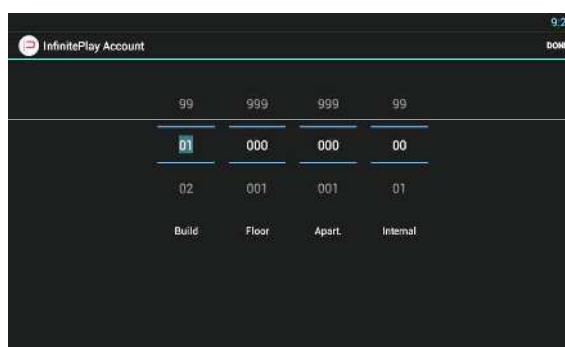 9:2
InfinitePlay Account DON
99 999 999 99
01 000 000 00
02 001 001 01
Build Floor Apart. Internal